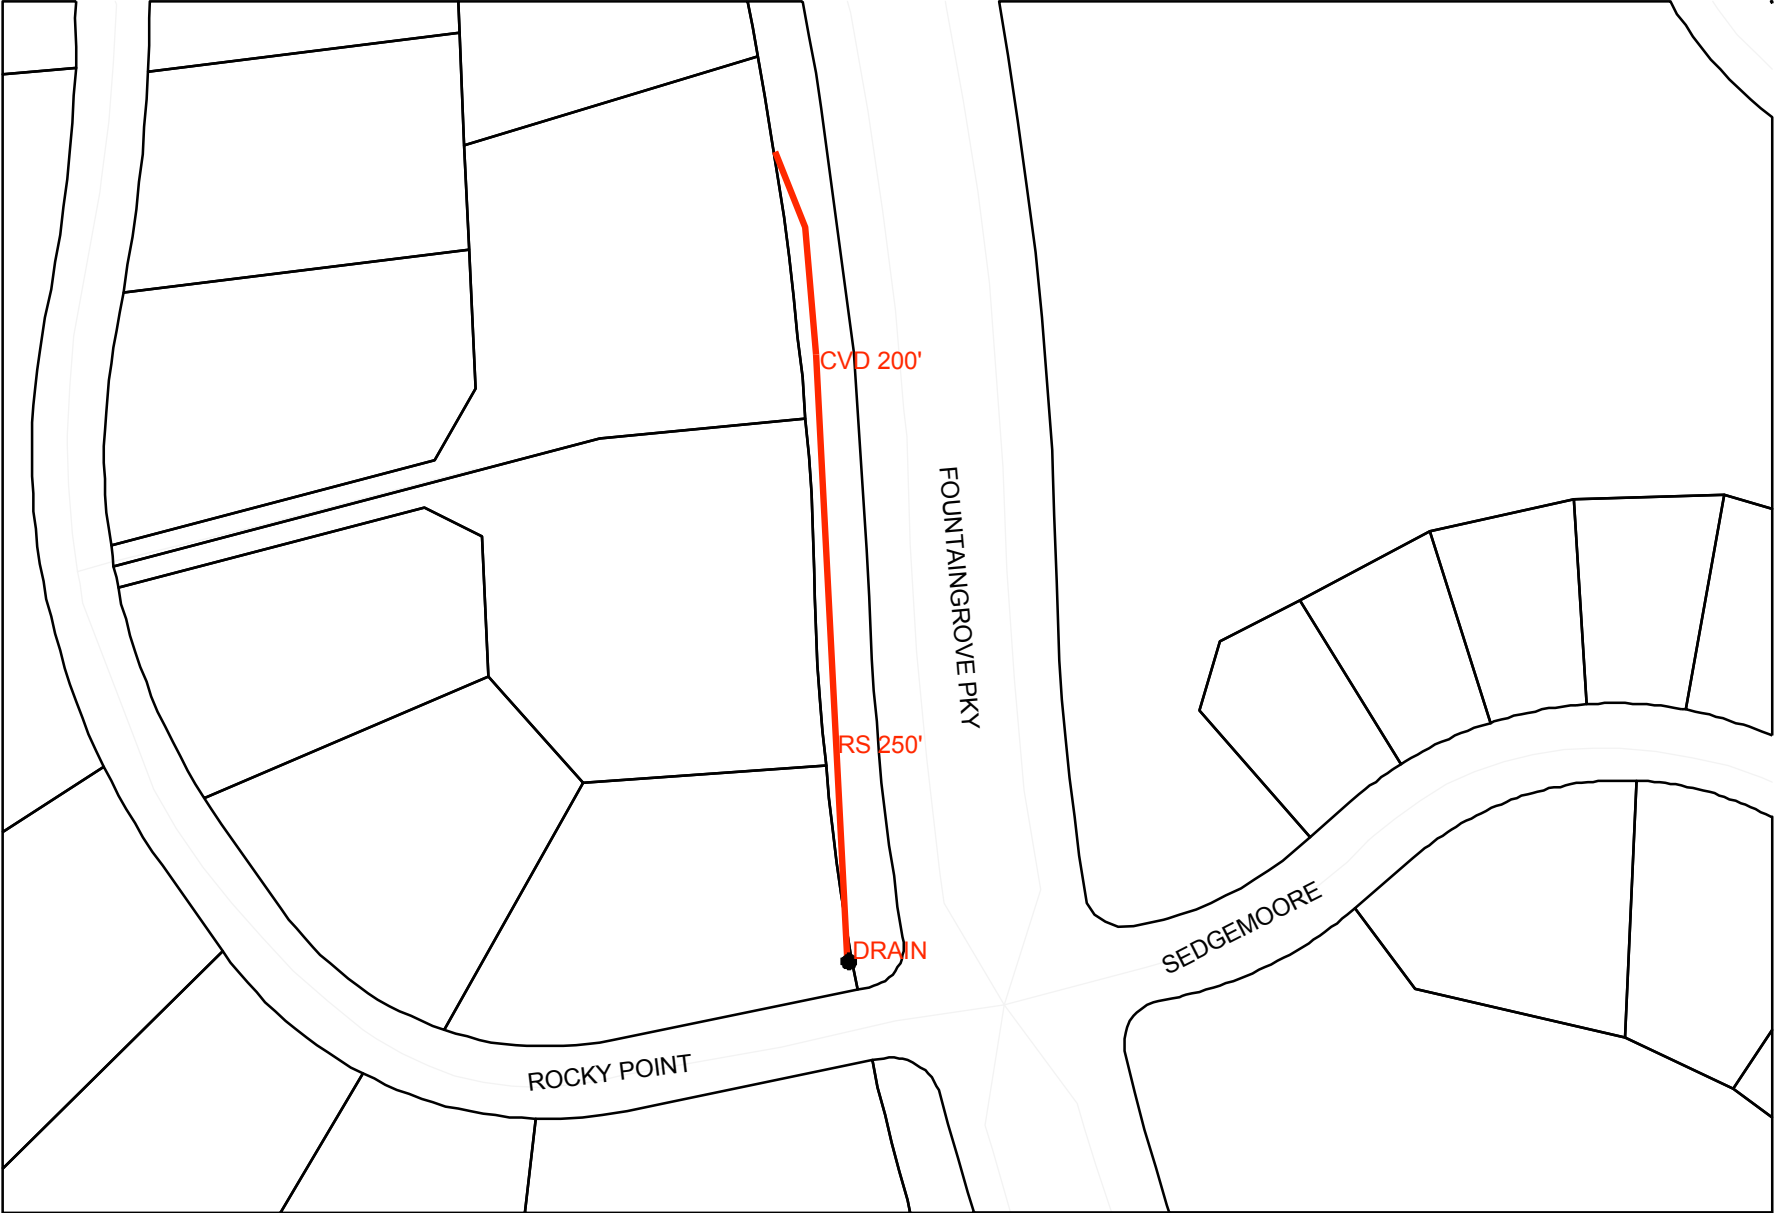 CVD 200'
FOUNTAINGROVE PKY
RS 250'
DRAIN
SEDGEMOORE
ROCKY POINT